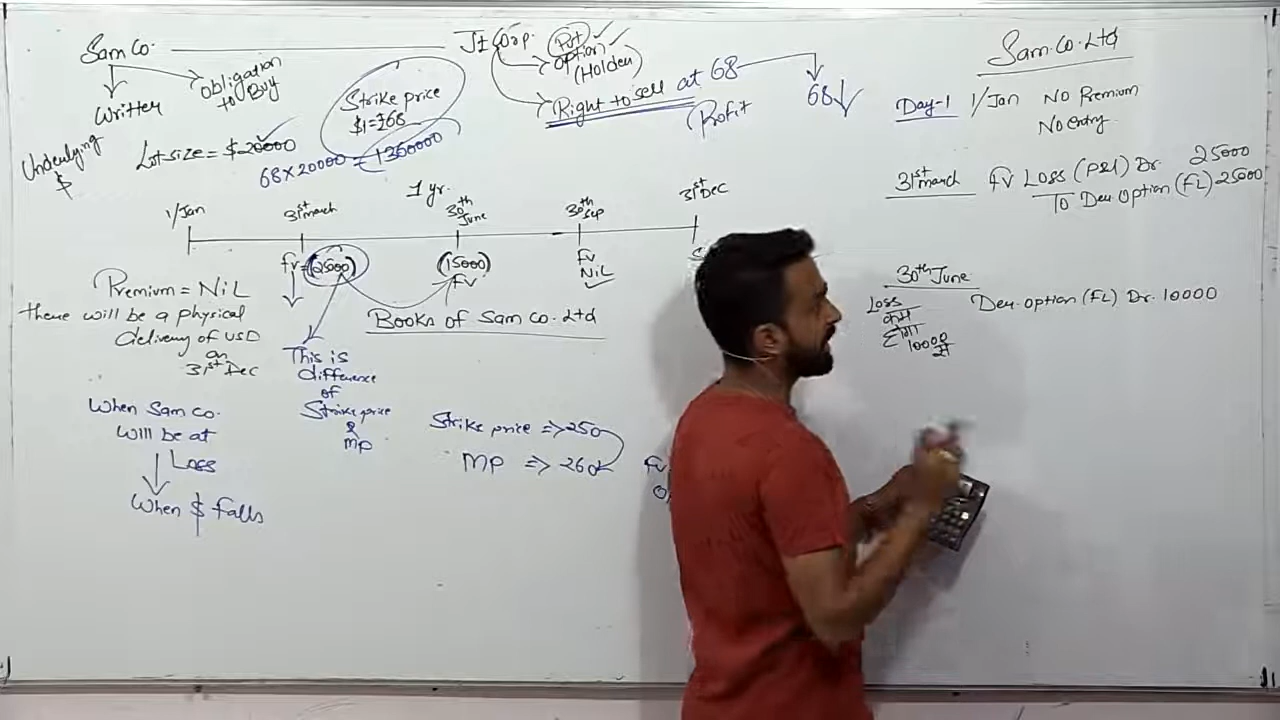 Sam Co.
JI Corp.
Put
option
(Holder)
Right to sell at 68
68
Profit
Writter
obligation
to Buy
Strike price
$1=₹68
Underlying
$
Lot size = $20000
68 x 20000 = 1360000
1 yr.
1/Jan
31st march
30th June
30th sep
31st Dec
fv = (25000)
(15000)
FV
FV
NiL
Premium = NiL
there will be a physical
delivery of USD
on
31st Dec
Books of Sam Co. Ltd
This is
difference
of
Strike price
&
MP
When Sam Co.
will be at
Loss
When $ falls
Strike price => 250
MP => 260
Sam Co. Ltd
Day-1 1/Jan No Premium
No entry
31st march FV Loss (P&L) Dr. 25000
To Deu. Option (FL) 25000
30th June
Loss
कम
होगा
10000
से
Deu. option (FL) Dr. 10000